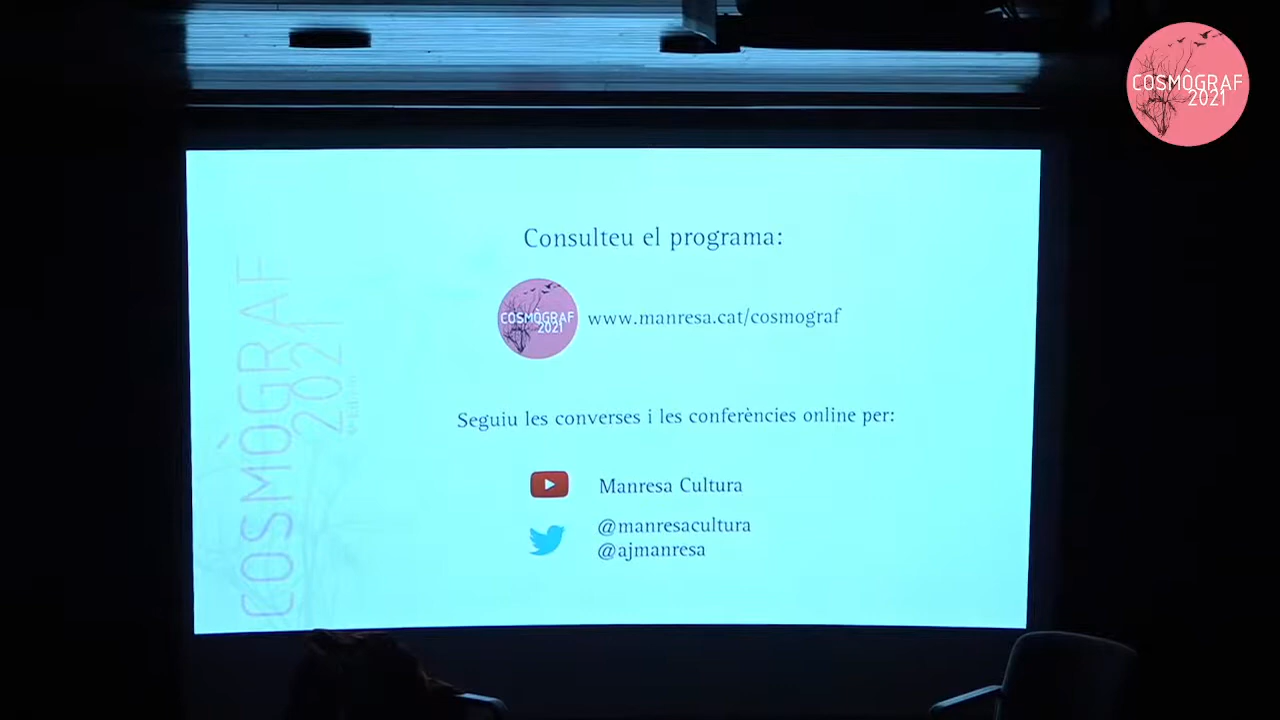 COSMÒGRAF
2021
Consulteu el programa:
COSMÒGRAF
2021
www.manresa.cat/cosmograf
Seguiu les converses i les conferències online per:
Manresa Cultura
@manresacultura
@ajmanresa
COSMÒGRAF
2021